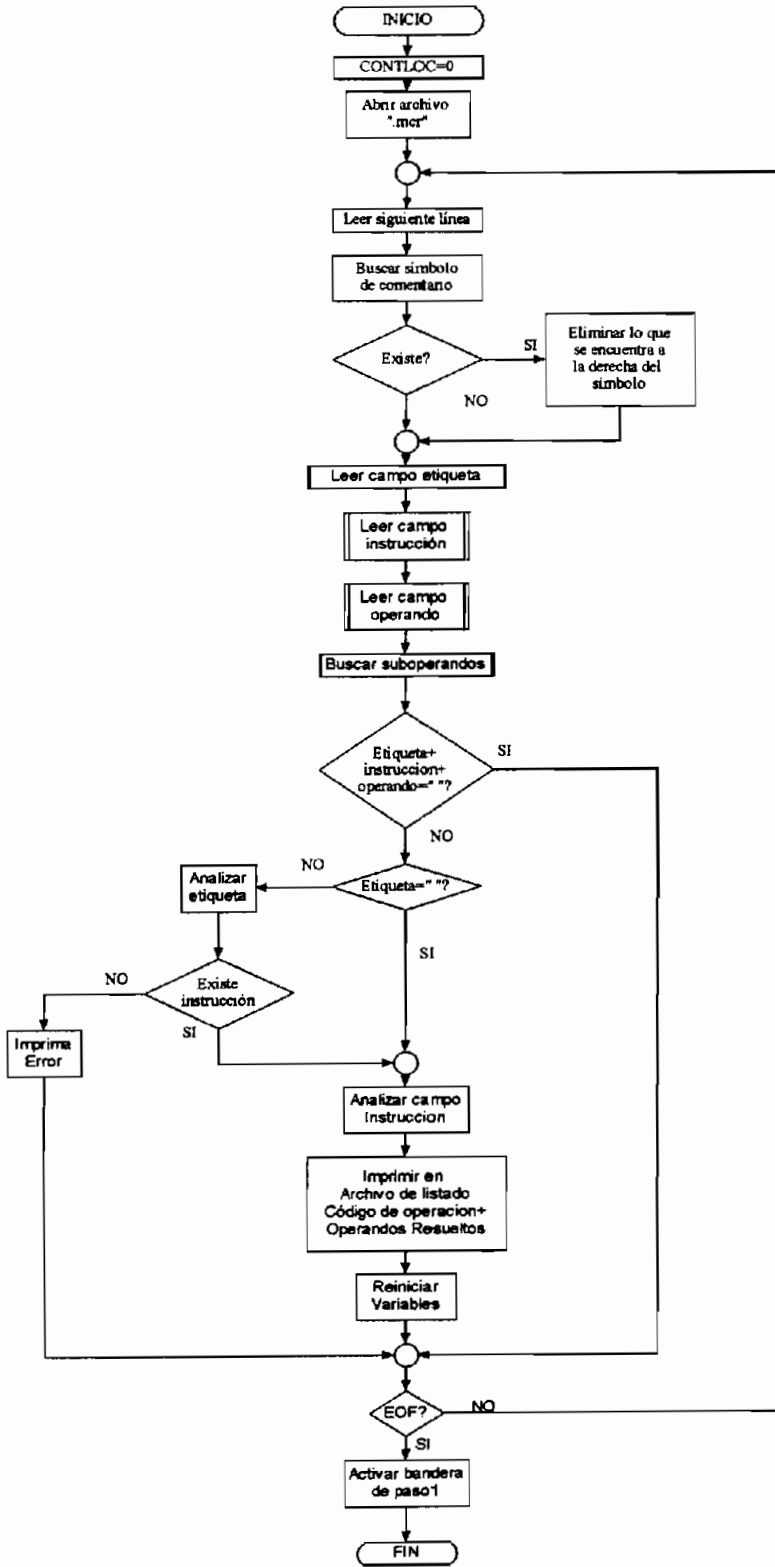 INICIO
CONTLOC=0
Abrir archivo
".mcr"
Leer siguiente línea
Buscar símbolo
de comentario
Existe?
SI
Eliminar lo que
se encuentra a
la derecha del
símbolo
NO
Leer campo etiqueta
Leer campo
instrucción
Leer campo
operando
Buscar suboperandos
Etiqueta+
instruccion+
operando=" "?
SI
NO
Etiqueta=" "?
NO
Analizar
etiqueta
SI
Existe
instrucción
NO
SI
Imprima
Error
Analizar campo
Instruccion
Imprimir en
Archivo de listado
Código de operacion+
Operandos Resueltos
Reiniciar
Variables
EOF?
NO
SI
Activar bandera
de paso1
FIN